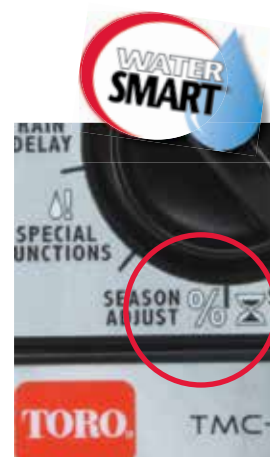 WATER
SMART®
RAIN
DELAY
SPECIAL
FUNCTIONS
SEASON
ADJUST %
TORO.
TMC-